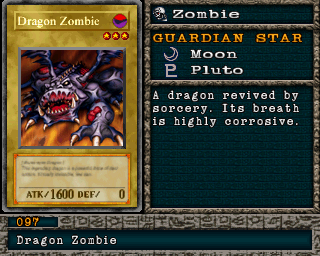 Dragon Zombie
ATK/1600 DEF/ 0
Zombie
GUARDIAN STAR
Moon
Pluto
A dragon revived by
sorcery. Its breath
is highly corrosive.
097
Dragon Zombie